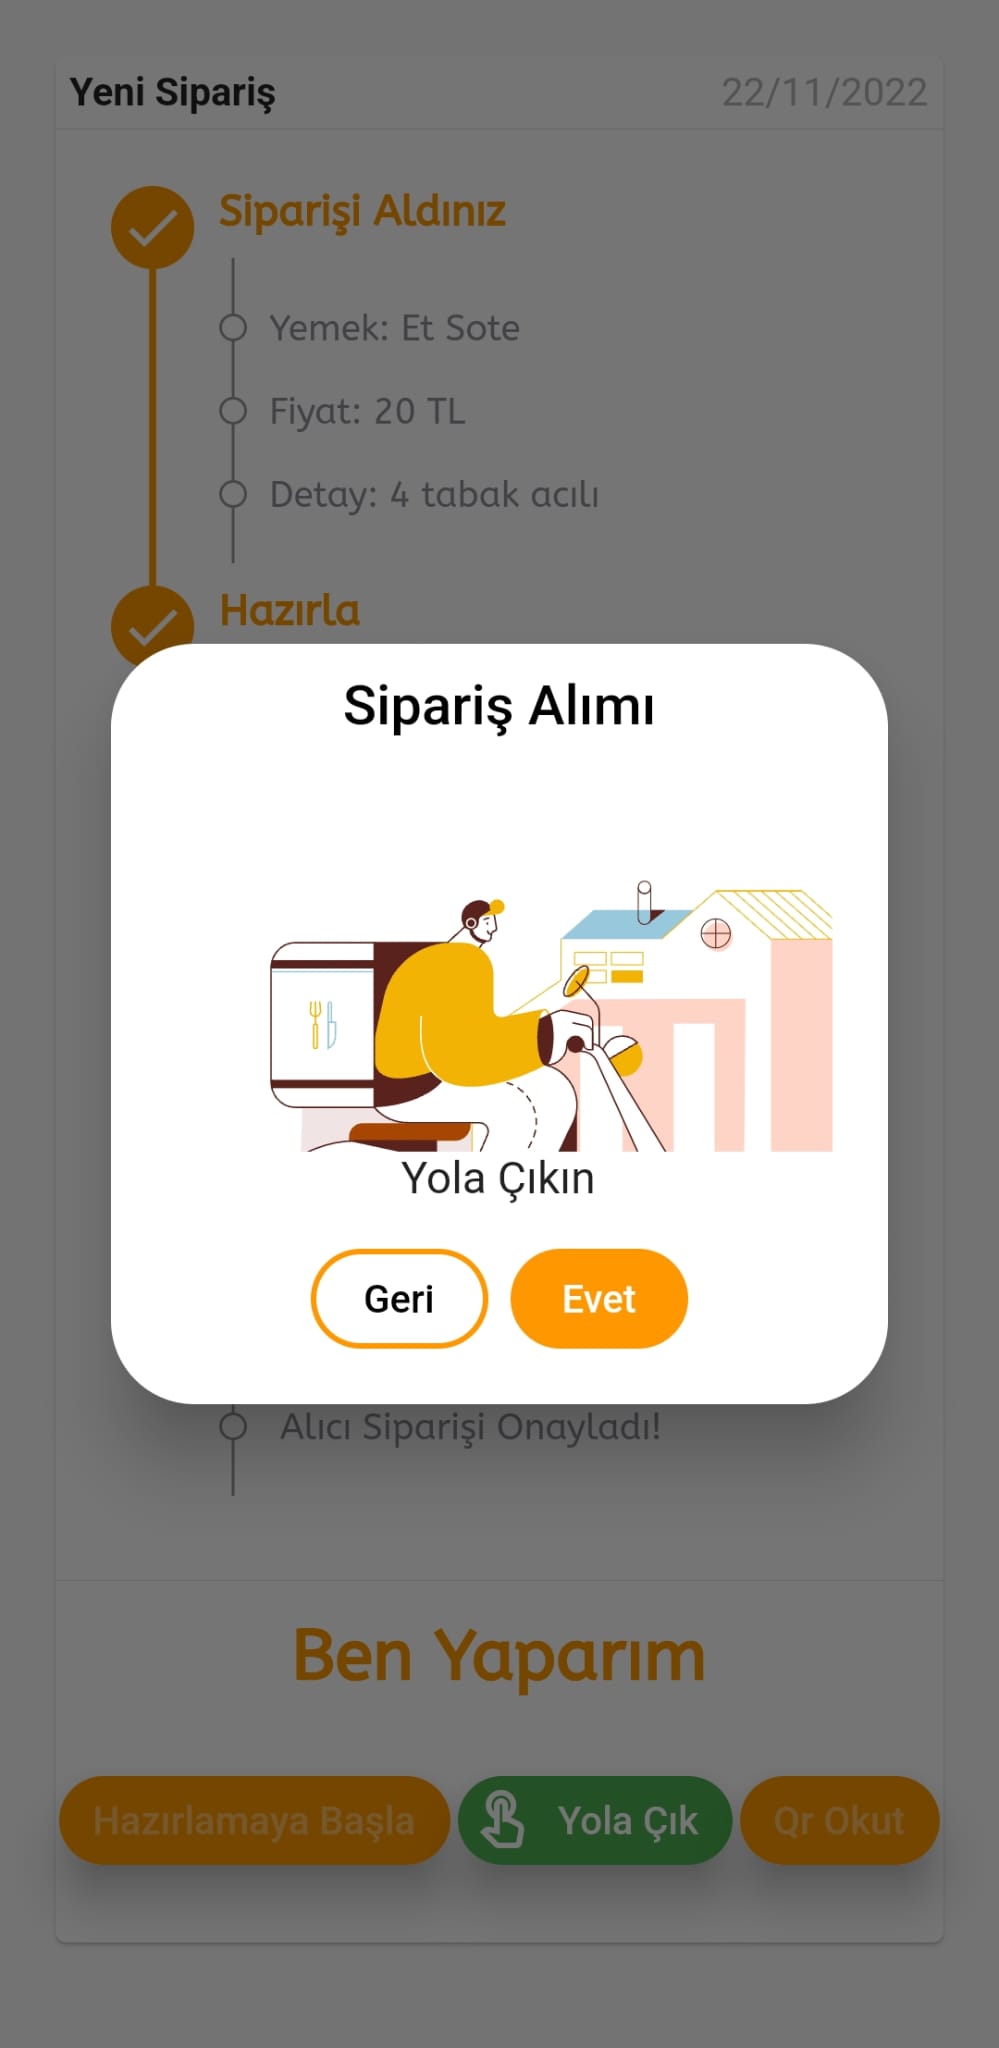 Yeni Sipariş 22/11/2022
Siparişi Aldınız
Yemek: Et Sote
Fiyat: 20 TL
Detay: 4 tabak acılı
Hazırla
Sipariş Alımı
Yola Çıkın
Geri Evet
Alıcı Siparişi Onayladı!
Ben Yaparım
Hazırlamaya Başla Yola Çık Qr Okut